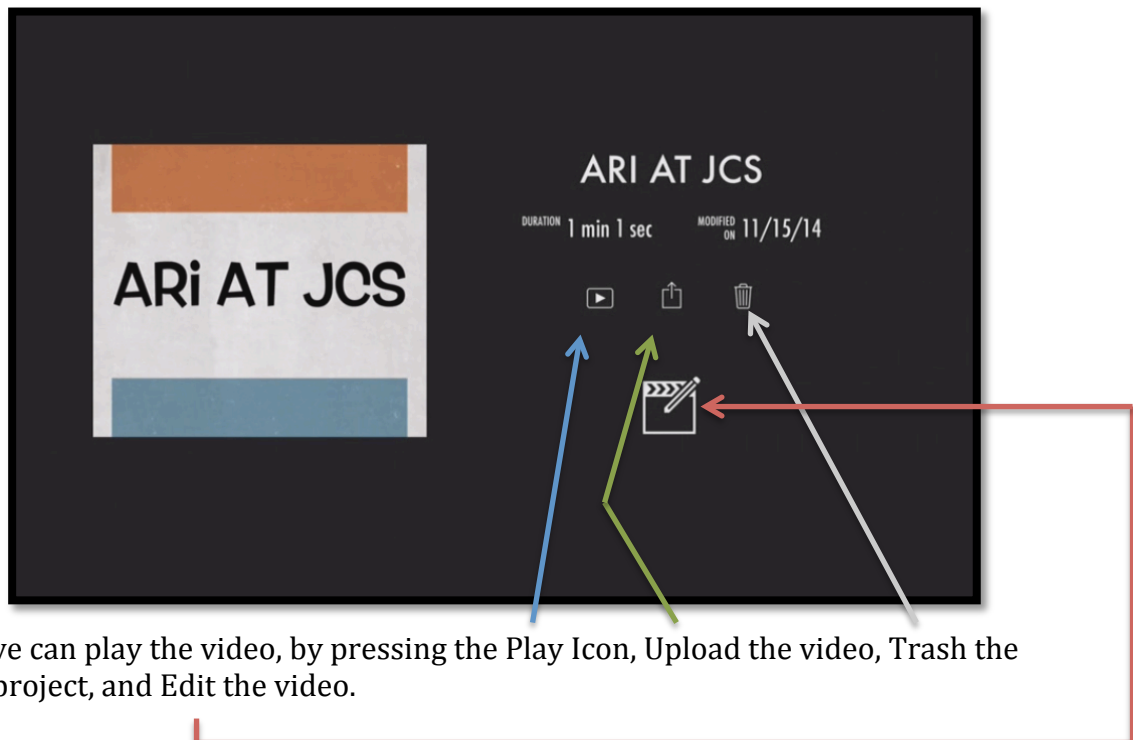 ARi AT JCS
ARI AT JCS
DURATION 1 min 1 sec MODIFIED ON 11/15/14
can play the video, by pressing the Play Icon, Upload the video, Trash the
project, and Edit the video.